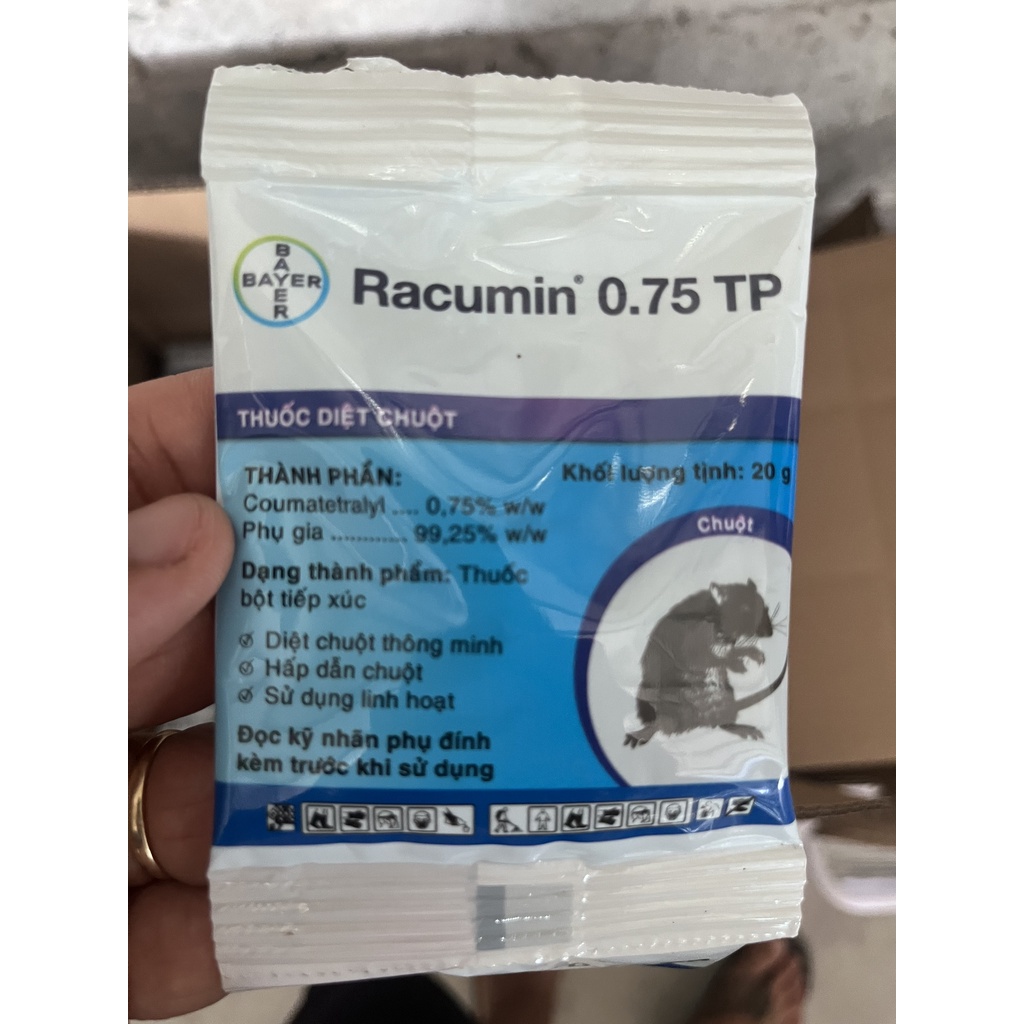 BAYER
BAYER
Racumin® 0.75 TP
THUỐC DIỆT CHUỘT
THÀNH PHẦN:
Khối lượng tịnh: 20 g
Coumatetralyl .... 0,75% w/w
Phụ gia ............ 99,25% w/w
Chuột
Dạng thành phẩm: Thuốc
bột tiếp xúc
Diệt chuột thông minh
Hấp dẫn chuột
Sử dụng linh hoạt
Đọc kỹ nhãn phụ đính
kèm trước khi sử dụng